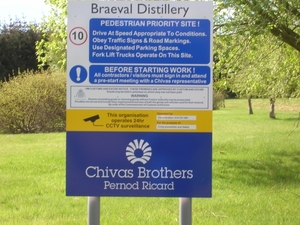 Braeval Distillery
PEDESTRIAN PRIORITY SITE !
10
Drive At Speed Appropriate To Conditions.
Obey Traffic Signs & Road Markings.
Use Designated Parking Spaces.
Fork Lift Trucks Operate On This Site.
BEFORE STARTING WORK !
All contractors / visitors must sign in and attend
a pre-start meeting with a Chivas representative
WARNING
This organisation
operates 24hr
CCTV surveillance
Chivas Brothers
Pernod Ricard